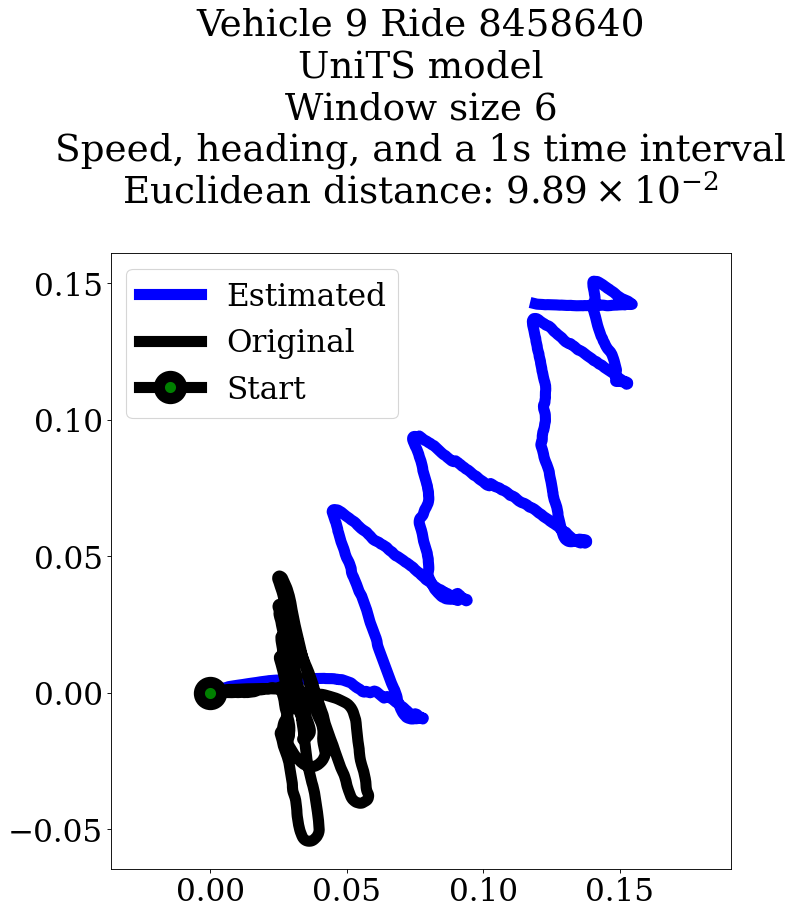 Vehicle 9 Ride 8458640
UniTS model
Window size 6
Speed, heading, and a 1s time interval
Euclidean distance: 9.89 × 10⁻²
Estimated
Original
Start
0.15
0.10
0.05
0.00
−0.05
0.00 0.05 0.10 0.15